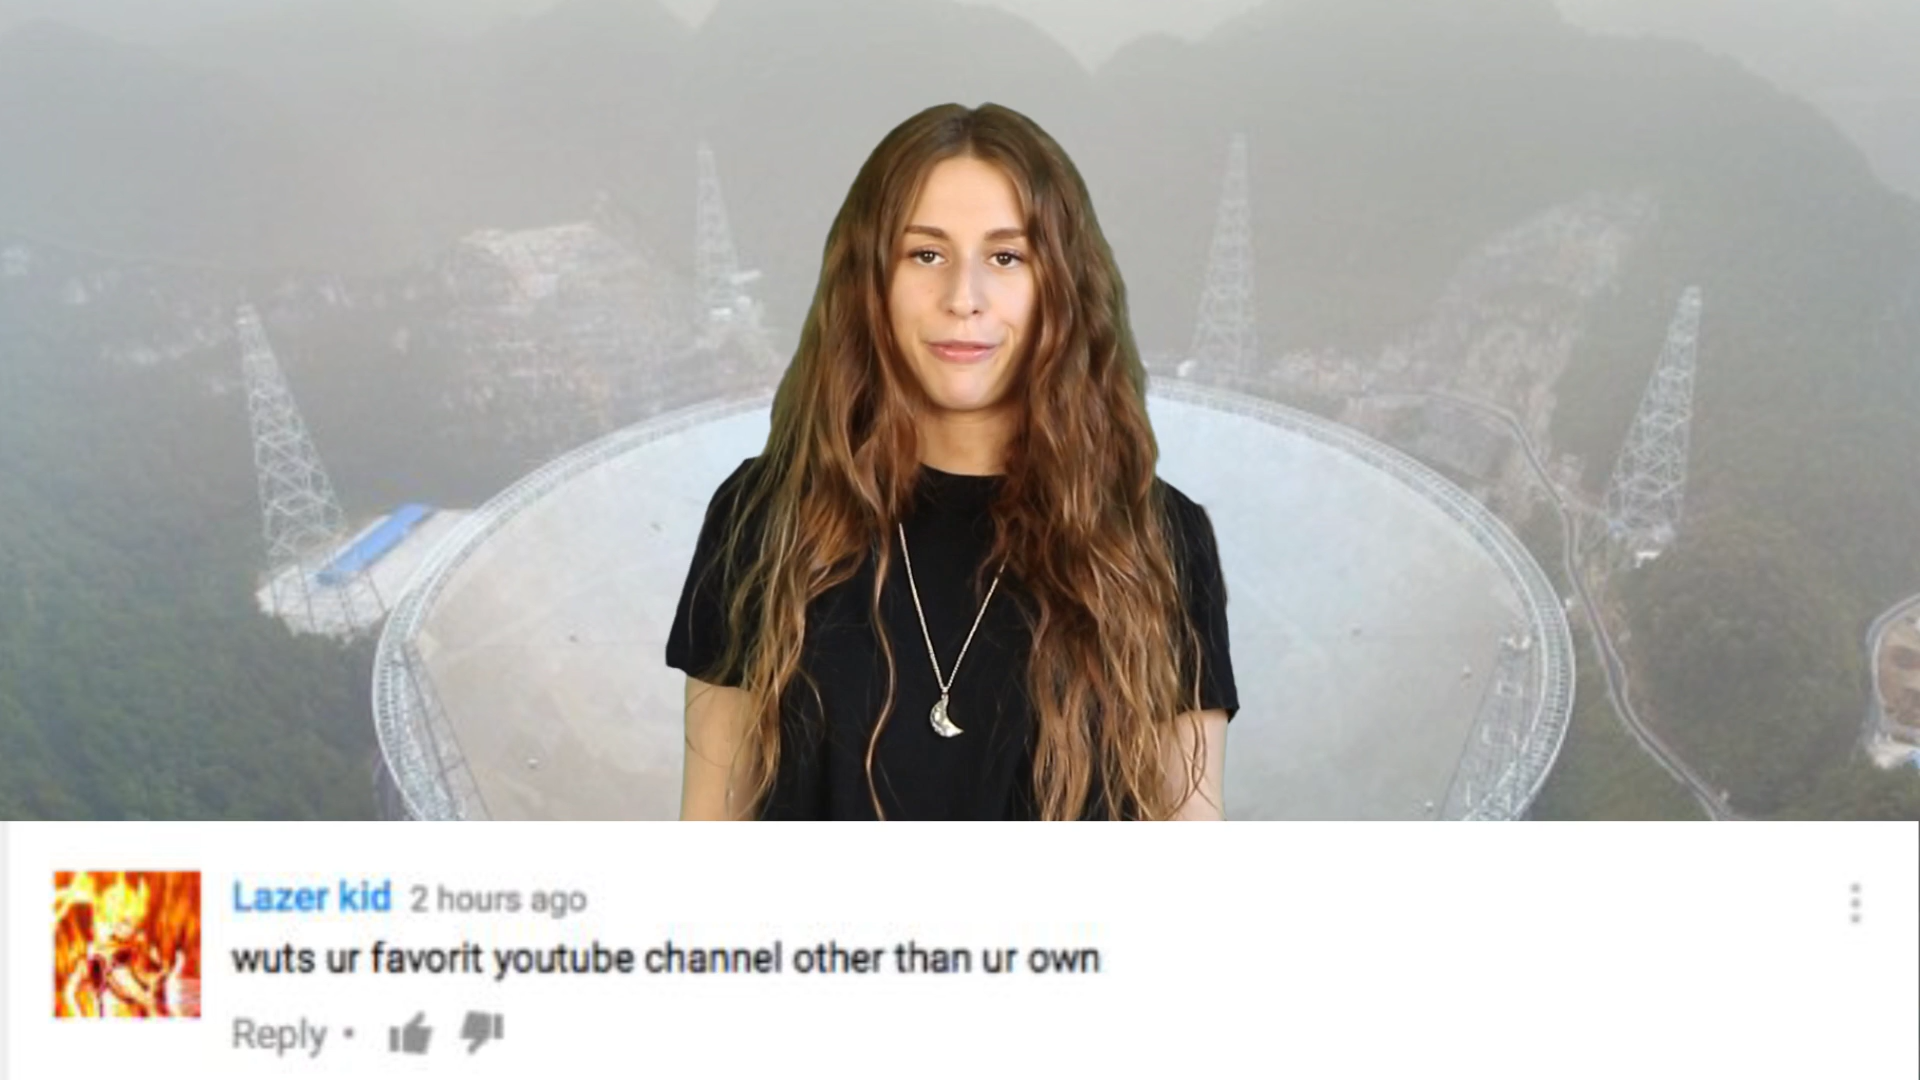 Lazer kid 2 hours ago
wuts ur favorit youtube channel other than ur own
Reply •